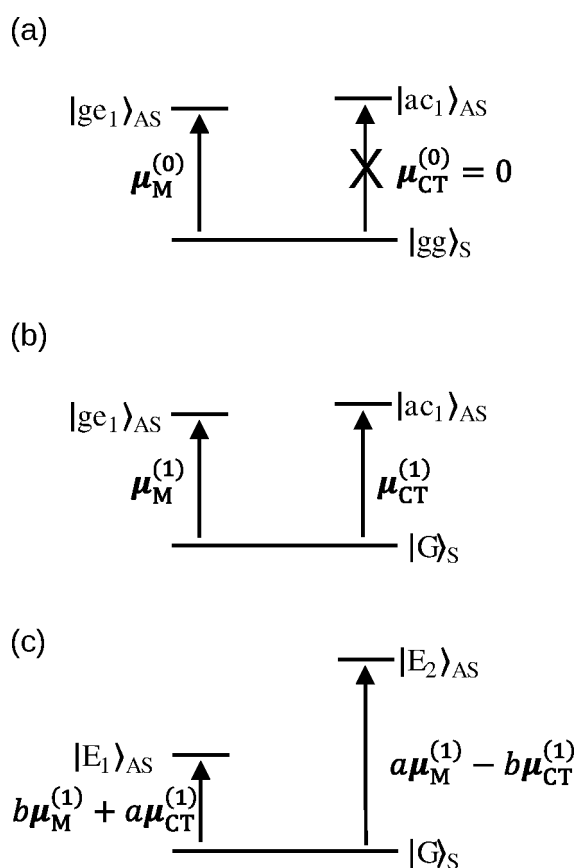 (a)
|ge₁⟩AS |ac₁⟩AS
𝝁M⁽⁰⁾ X 𝝁CT⁽⁰⁾ = 0
|gg⟩S
(b)
|ge₁⟩AS |ac₁⟩AS
𝝁M⁽¹⁾ 𝝁CT⁽¹⁾
|G⟩S
(c)
|E₂⟩AS
|E₁⟩AS a𝝁M⁽¹⁾ − b𝝁CT⁽¹⁾
b𝝁M⁽¹⁾ + a𝝁CT⁽¹⁾
|G⟩S